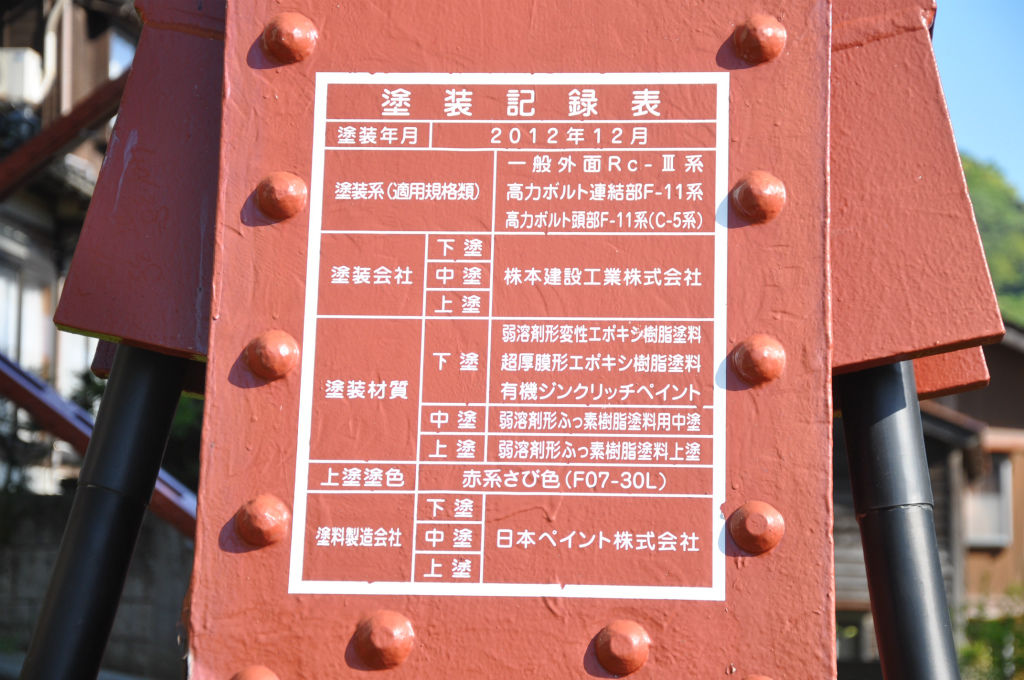 塗装記録表
塗装年月 2012年12月
塗装系(適用規格類)
一般外面Rc-Ⅲ系
高力ボルト連結部F-11系
高力ボルト頭部F-11系(C-5系)
塗装会社
下塗
中塗
上塗
株本建設工業株式会社
塗装材質
下塗
弱溶剤形変性エポキシ樹脂塗料
超厚膜形エポキシ樹脂塗料
有機ジンクリッチペイント
中塗 弱溶剤形ふっ素樹脂塗料用中塗
上塗 弱溶剤形ふっ素樹脂塗料上塗
上塗塗色 赤系さび色(F07-30L)
塗料製造会社
下塗
中塗
上塗
日本ペイント株式会社